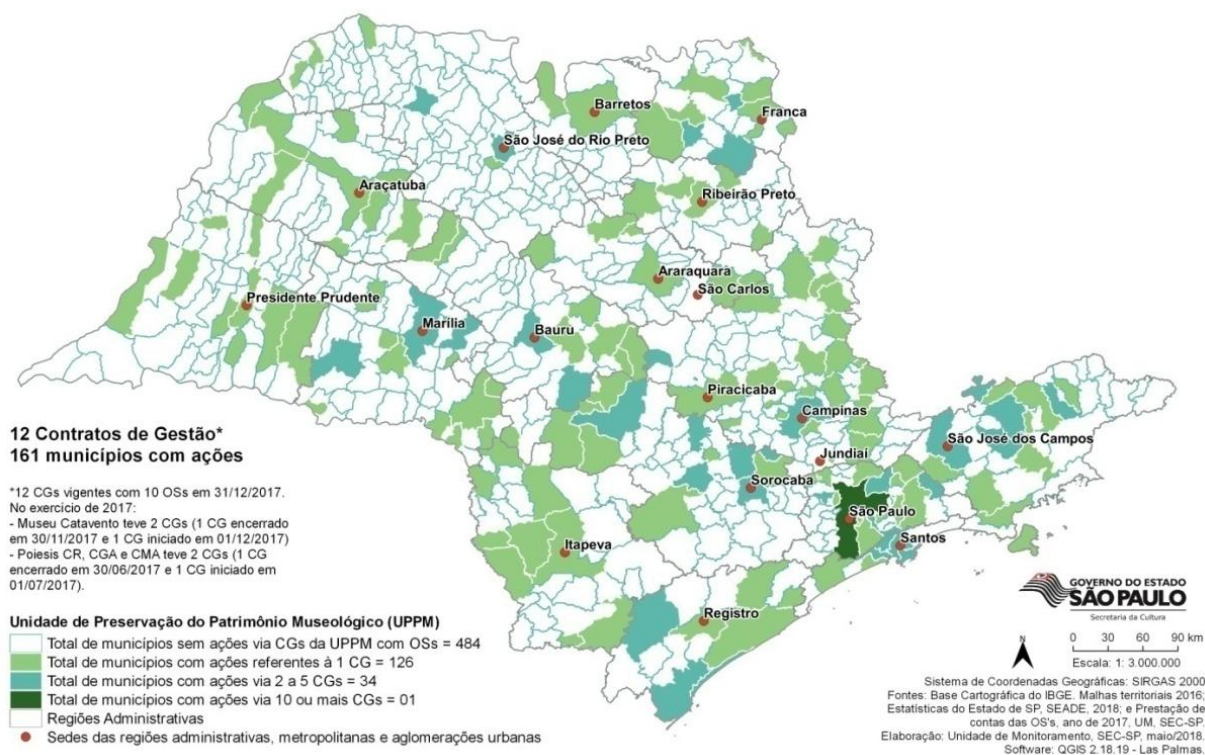 Barretos
Franca
São José do Rio Preto
Araçatuba
Ribeirão Preto
Araraquara
São Carlos
Presidente Prudente
Marília
Bauru
Piracicaba
Campinas
São José dos Campos
Jundiaí
Sorocaba
São Paulo
Santos
Itapeva
Registro
12 Contratos de Gestão*
161 municípios com ações
*12 CGs vigentes com 10 OSs em 31/12/2017.
No exercicio de 2017:
- Museu Catavento teve 2 CGs (1 CG encerrado
em 30/11/2017 e 1 CG iniciado em 01/12/2017)
- Poiesis CR, CGA e CMA teve 2 CGs (1 CG
encerrado em 30/06/2017 e 1 CG iniciado em
01/07/2017).
Unidade de Preservação do Patrimônio Museológico (UPPM)
Total de municípios sem ações via CGs da UPPM com OSs = 484
Total de municípios com ações referentes à 1 CG = 126
Total de municípios com ações via 2 a 5 CGs = 34
Total de municípios com ações via 10 ou mais CGs = 01
Regiões Administrativas
Sedes das regiões administrativas, metropolitanas e aglomerações urbanas
GOVERNO DO ESTADO
SÃO PAULO
Secretaria da Cultura
N
0 30 60 90 km
Escala: 1: 3.000.000
Sistema de Coordenadas Geográficas: SIRGAS 2000
Fontes: Base Cartográfica do IBGE. Malhas territoriais 2016;
Estatísticas do Estado de SP, SEADE, 2018; e Prestação de
contas das OS's, ano de 2017, UM, SEC-SP.
Elaboração: Unidade de Monitoramento, SEC-SP, maio/2018.
Software: QGIS 2.18.19 - Las Palmas.